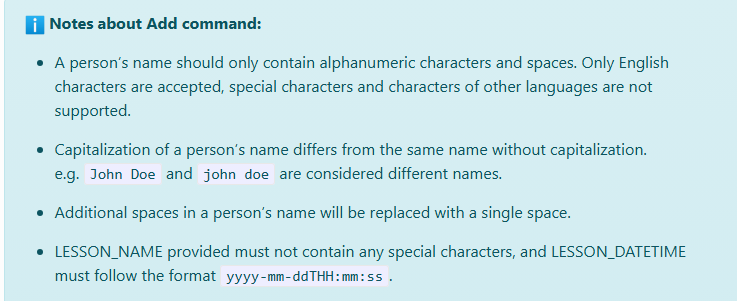 ℹ️ Notes about Add command:
• A person’s name should only contain alphanumeric characters and spaces. Only English
characters are accepted, special characters and characters of other languages are not
supported.
• Capitalization of a person’s name differs from the same name without capitalization.
e.g. John Doe and john doe are considered different names.
• Additional spaces in a person’s name will be replaced with a single space.
• LESSON_NAME provided must not contain any special characters, and LESSON_DATETIME
must follow the format yyyy-mm-ddTHH:mm:ss.